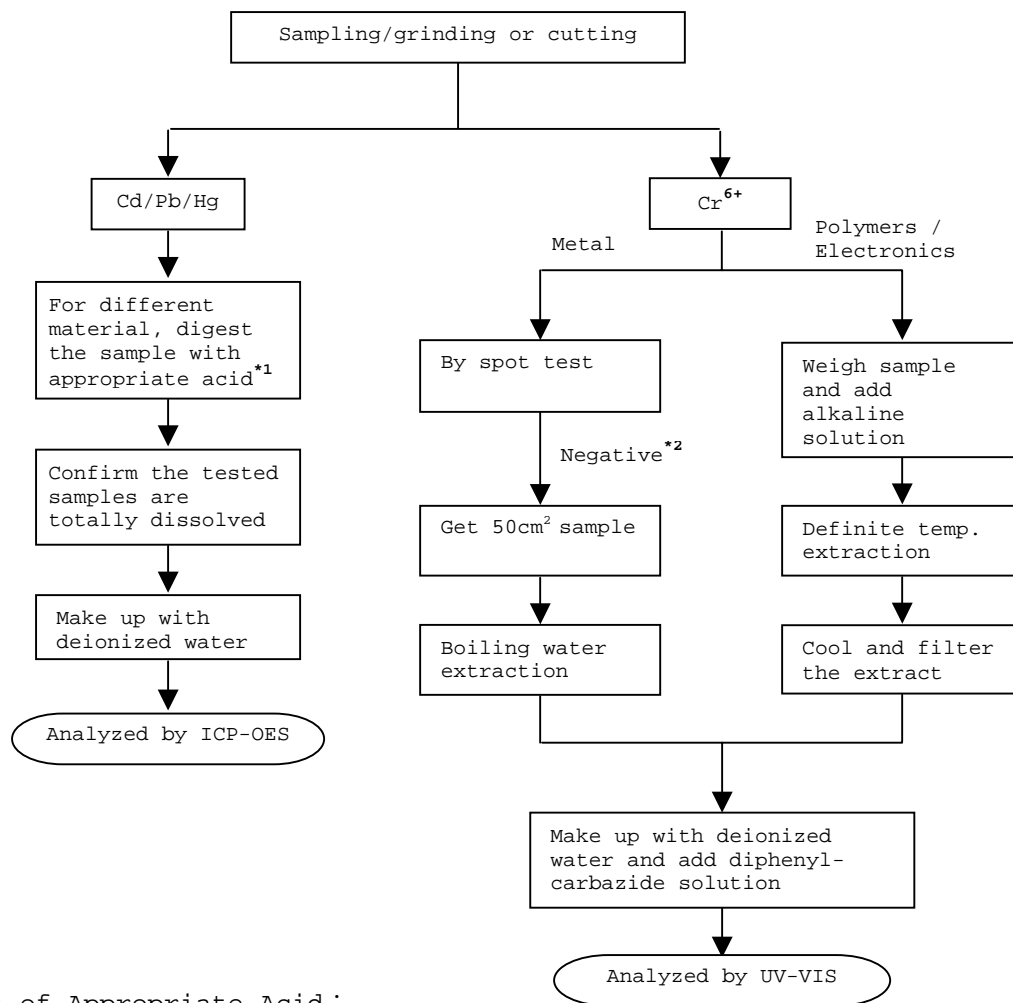 Sampling/grinding or cutting
Cd/Pb/Hg
Cr6+
Metal
Polymers /
Electronics
For different
material, digest
the sample with
appropriate acid*1
By spot test
Weigh sample
and add
alkaline
solution
Negative*2
Confirm the tested
samples are
totally dissolved
Get 50cm2 sample
Definite temp.
extraction
Make up with
deionized water
Boiling water
extraction
Cool and filter
the extract
Analyzed by ICP-OES
Make up with deionized
water and add diphenyl-
carbazide solution
Analyzed by UV-VIS
of Appropriate Acid: